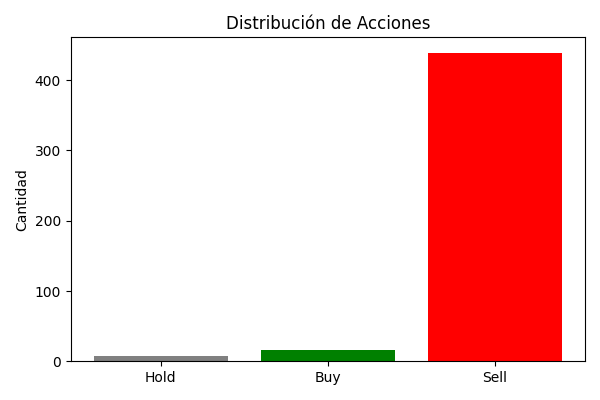 Distribución de Acciones
Cantidad
400
300
200
100
0
Hold
Buy
Sell